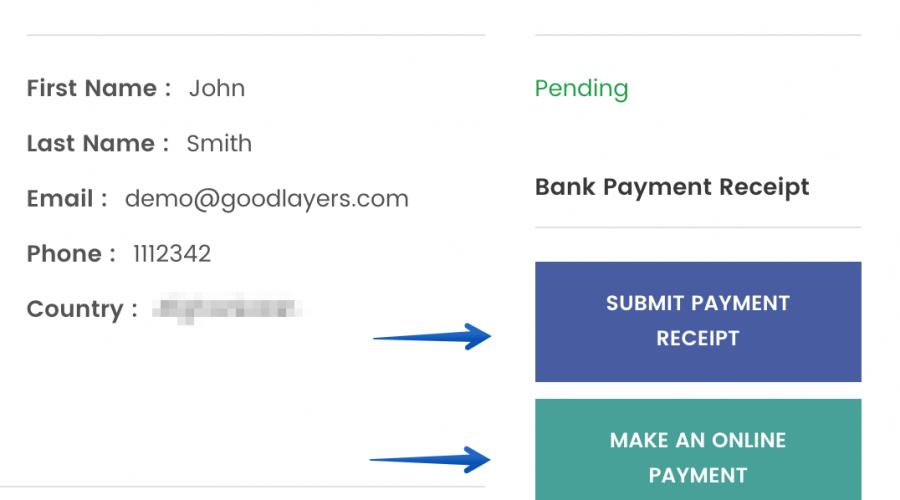 First Name : John
Last Name : Smith
Email : demo@goodlayers.com
Phone : 1112342
Country :
Pending
Bank Payment Receipt
SUBMIT PAYMENT
RECEIPT
MAKE AN ONLINE
PAYMENT